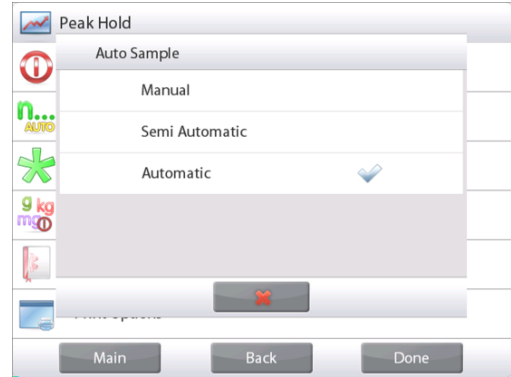 Peak Hold
Auto Sample
n...
AUTO
Manual
Semi Automatic
Automatic
g kg
mg
Main
Back
Done